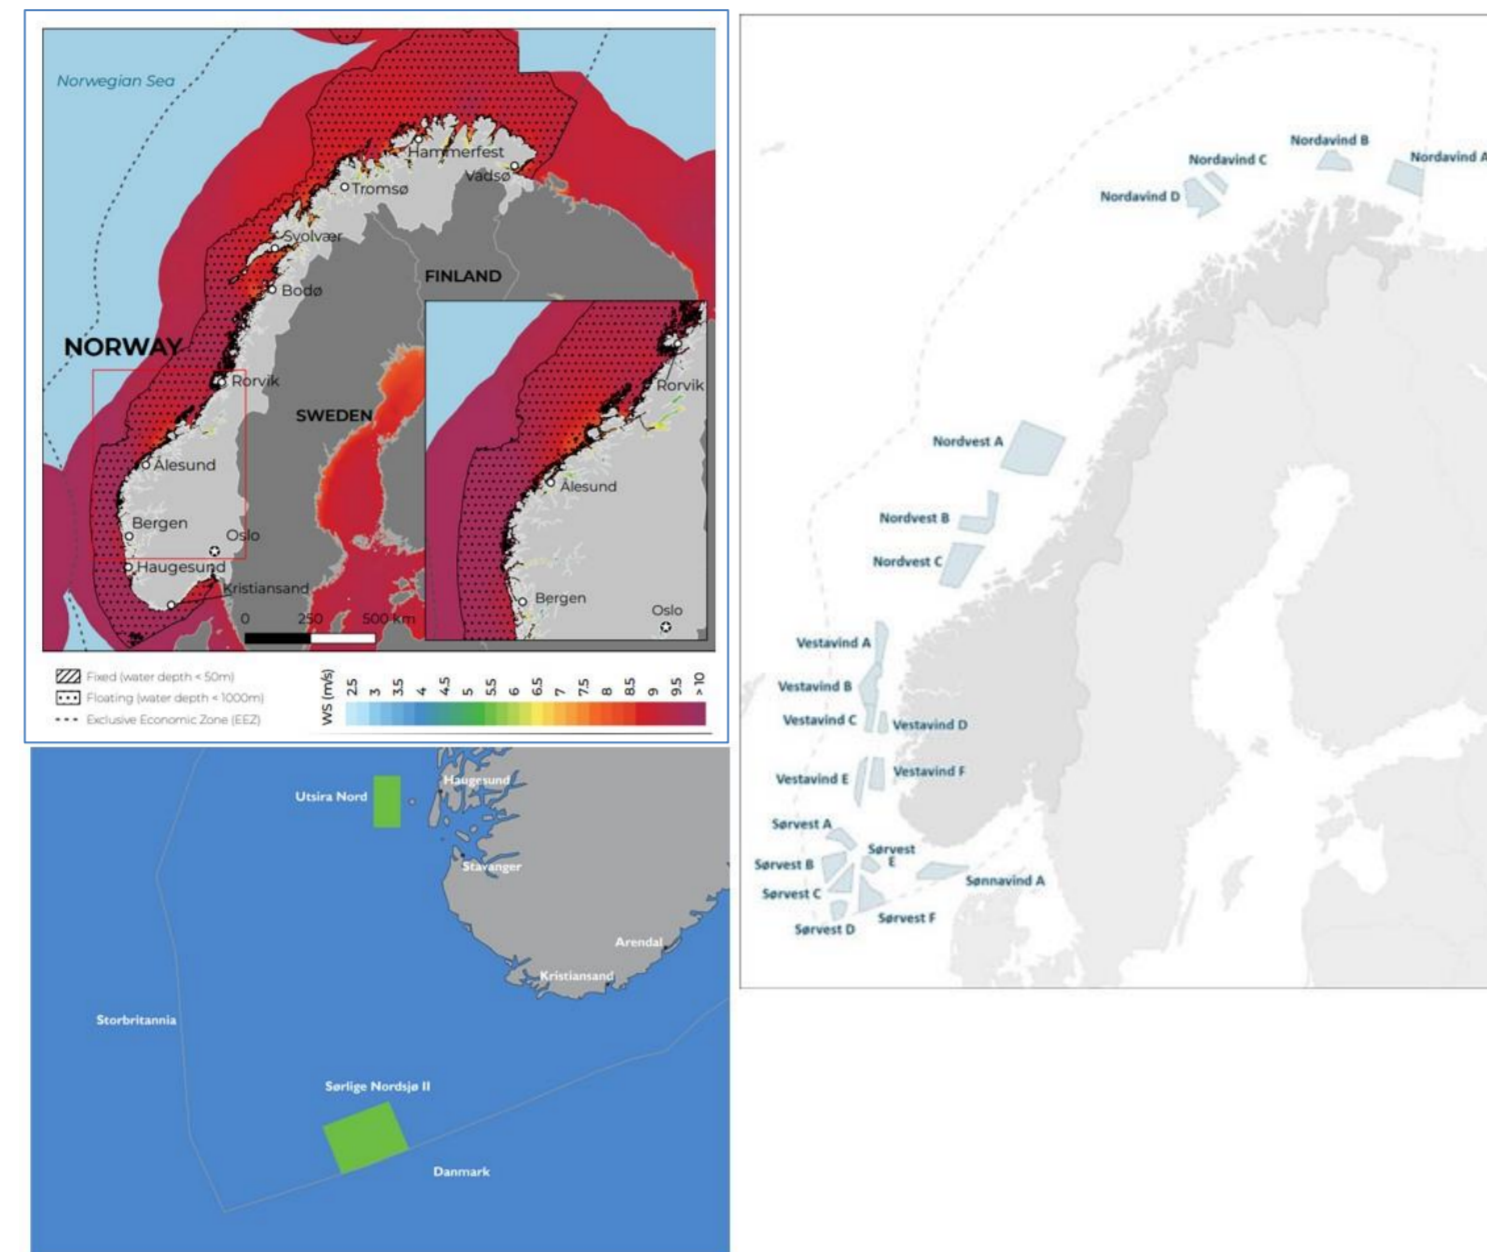 Norwegian Sea
Hammerfest
Vadsø
Tromsø
Svolvær
FINLAND
Bodø
NORWAY
Rorvik
SWEDEN
Ålesund
Bergen
Oslo
Haugesund
Kristiansand
0 250 500 km
Rorvik
Ålesund
Bergen
Oslo
Fixed (water depth < 50m)
Floating (water depth < 1000m)
Exclusive Economic Zone (EEZ)
WS (m/s)
2.5 3 3.5 4 4.5 5 5.5 6 6.5 7 7.5 8 8.5 9 9.5 > 10
Utsira Nord
Haugesund
Stavanger
Arendal
Kristiansand
Storbritannia
Sørlige Nordsjø II
Danmark
Nordavind B
Nordavind C
Nordavind A
Nordavind D
Nordvest A
Nordvest B
Nordvest C
Vestavind A
Vestavind B
Vestavind C
Vestavind D
Vestavind E
Vestavind F
Sørvest A
Sørvest
E
Sørvest B
Sørvest C
Sønnavind A
Sørvest F
Sørvest D